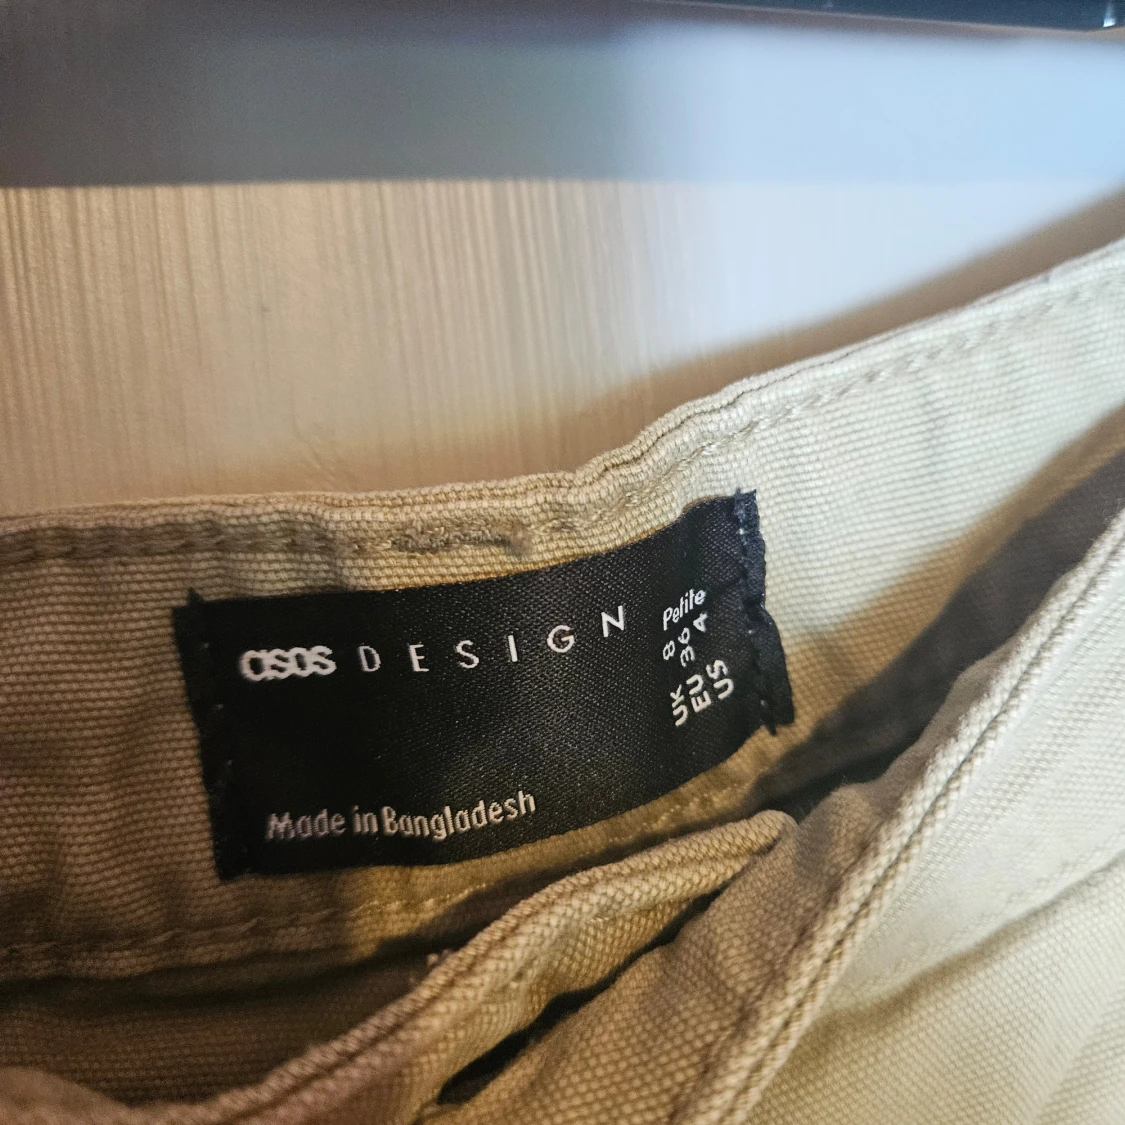 asos DESIGN
UK 8 Petite
EU 36
US 4
Made in Bangladesh